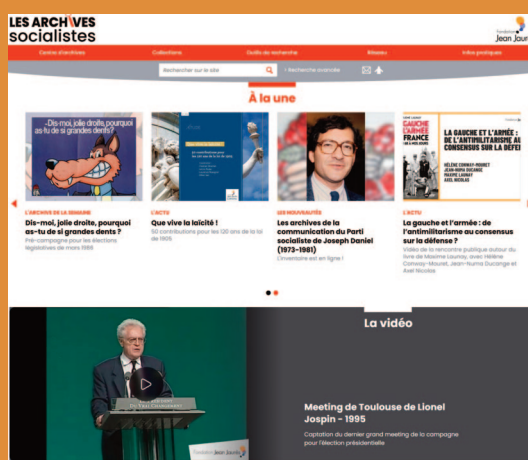 LES ARCHIVES
socialistes
Fondation
Jean Jaurè
Centre d'archives
Collections
Outils de recherche
Réseau
Infos pratiques
Rechercher sur le site
› Recherche avancée
À la une
-Dis-moi, jolie droite, pourquoi
as-tu de si grandes dents?
GAUCHE
L'ARMÉE
FRANCE
LA GAUCHE ET L'ARMÉE :
DE L'ANTIMILITARISME AU
CONSENSUS SUR LA DÉFE
HÉLÈNE CONWAY-MOURET
JEAN-NUMA DUCANGE
MAXIME LAUNAY
AXEL NICOLAS
L'ARCHIVE DE LA SEMAINE
Dis-moi, jolie droite, pourquoi
as-tu de si grandes dents ?
Pré-campagne pour les élections
législatives de mars 1986
L'ACTU
Que vive la laïcité !
50 contributions pour les 120 ans de la loi
de 1905
LES NOUVEAUTÉS
Les archives de la
communication du Parti
socialiste de Joseph Daniel
(1973-1981)
L'inventaire est en ligne !
L'ACTU
La gauche et l'armée : de
l'antimilitarisme au consensus
sur la défense ?
Vidéo de la rencontre publique autour du
livre de Maxime Launay, avec Hélène
Conway-Mouret, Jean-Numa Ducange et
Axel Nicolas
La vidéo
Meeting de Toulouse de Lionel
Jospin - 1995
Captation du dernier grand meeting de la campagne
pour l'élection présidentielle
Fondation Jean Jaurès